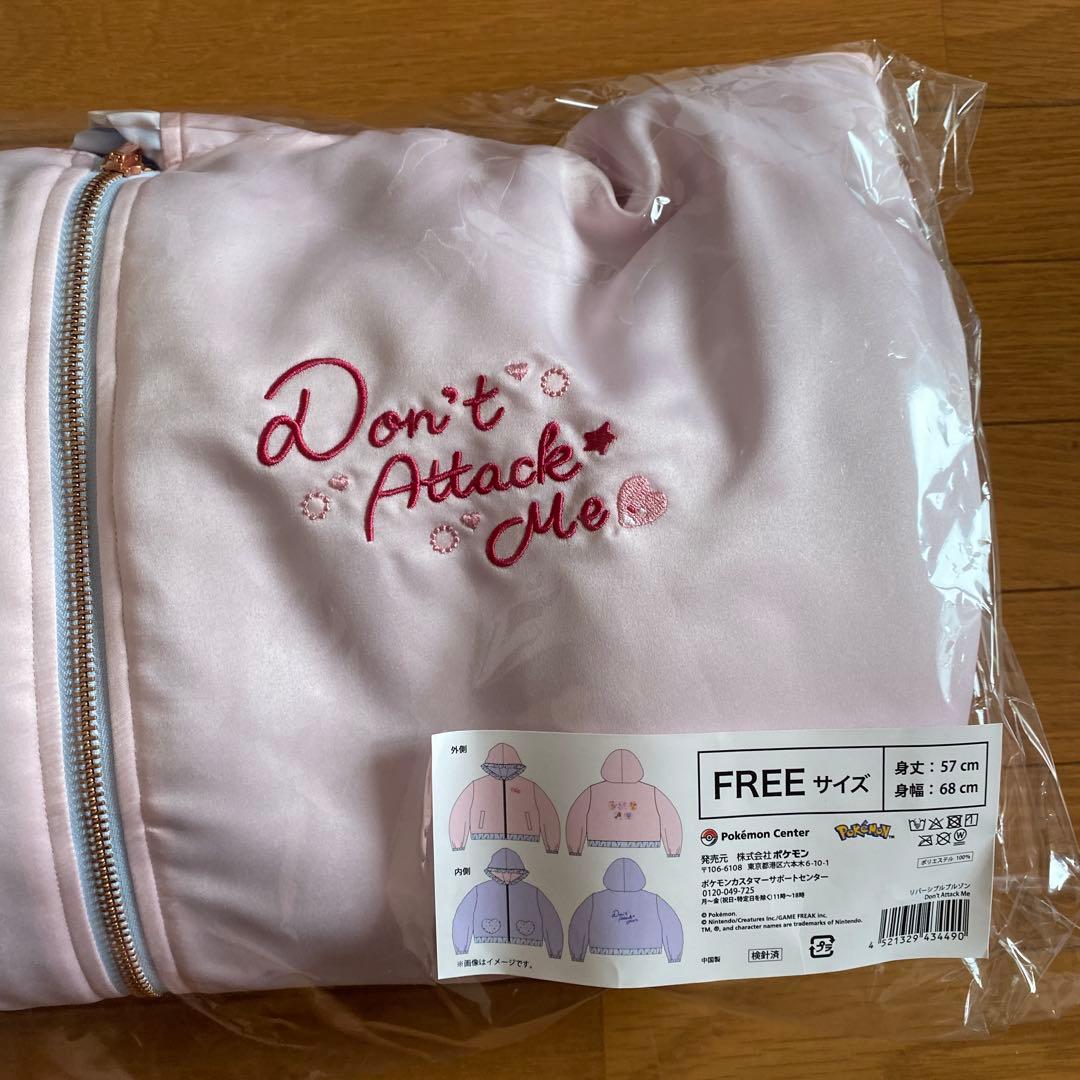 Don't
Attack
Me
外側
内側
※画像はイメージです。
FREE サイズ
身丈：57 cm
身幅：68 cm
Pokémon Center
POKÉMON™
発売元 株式会社ポケモン
〒106-6108 東京都港区六本木6-10-1
ポケモンカスタマーサポートセンター
0120-049-725
月～金(祝日・特定日を除く)11時～18時
© Pokémon.
© Nintendo/Creatures Inc./GAME FREAK inc.
TM, ®, and character names are trademarks of Nintendo.
中国製
検針済
プラ
ポリエステル 100%
リバーシブルブルゾン
Don't Attack Me
4 521329 434490
Don't
Attack